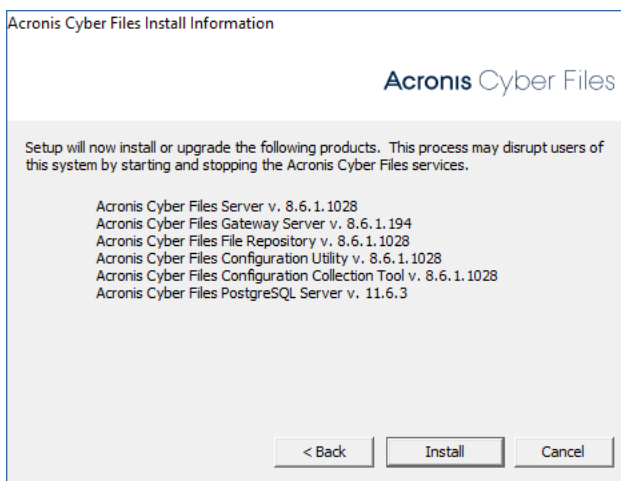 Acronis Cyber Files Install Information
Acronis Cyber Files
Setup will now install or upgrade the following products.  This process may disrupt users of
this system by starting and stopping the Acronis Cyber Files services.
Acronis Cyber Files Server v. 8.6.1.1028
Acronis Cyber Files Gateway Server v. 8.6.1.194
Acronis Cyber Files File Repository v. 8.6.1.1028
Acronis Cyber Files Configuration Utility v. 8.6.1.1028
Acronis Cyber Files Configuration Collection Tool v. 8.6.1.1028
Acronis Cyber Files PostgreSQL Server v. 11.6.3
< Back Install Cancel